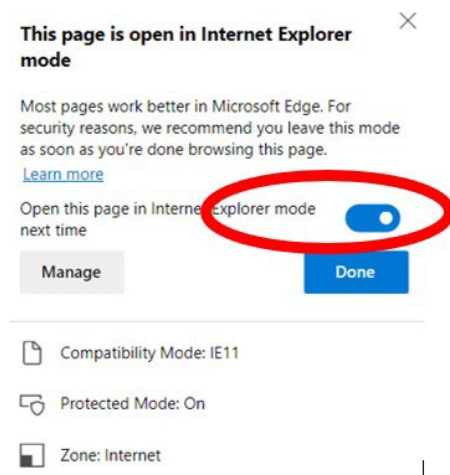 This page is open in Internet Explorer
mode
Most pages work better in Microsoft Edge. For
security reasons, we recommend you leave this mode
as soon as you're done browsing this page.
Learn more
Open this page in Internet Explorer mode
next time
Manage
Done
Compatibility Mode: IE11
Protected Mode: On
Zone: Internet